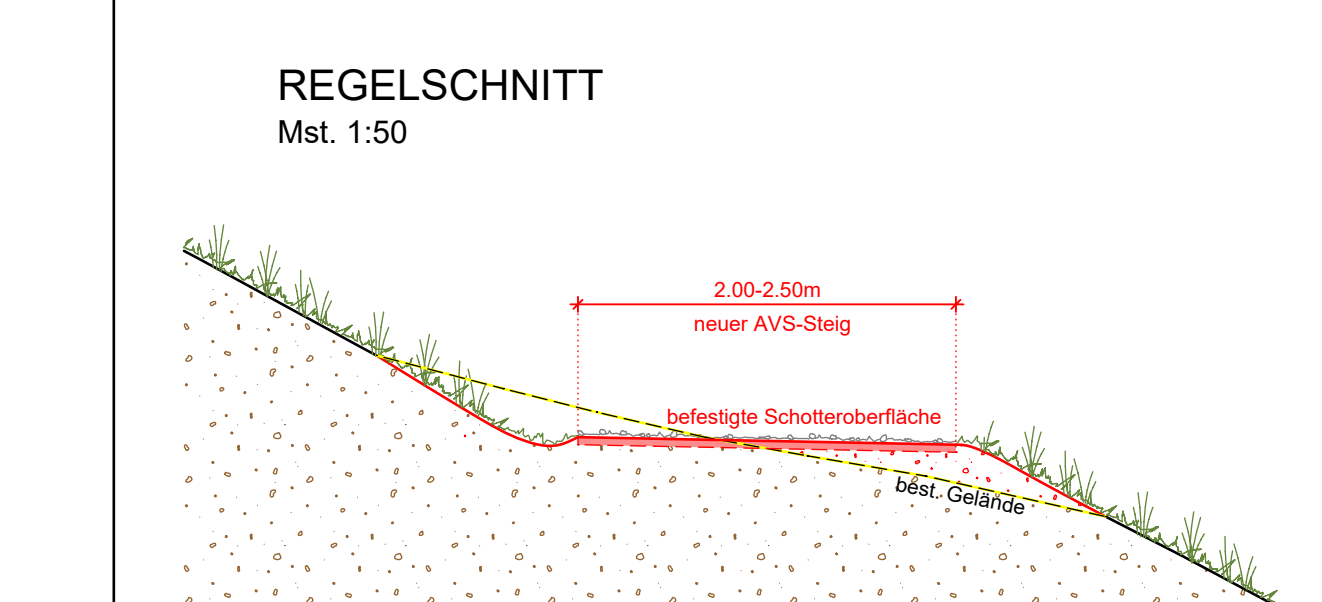 REGELSCHNITT
Mst. 1:50
2.00-2.50m
neuer AVS-Steig
befestigte Schotteroberfläche
best. Gelände